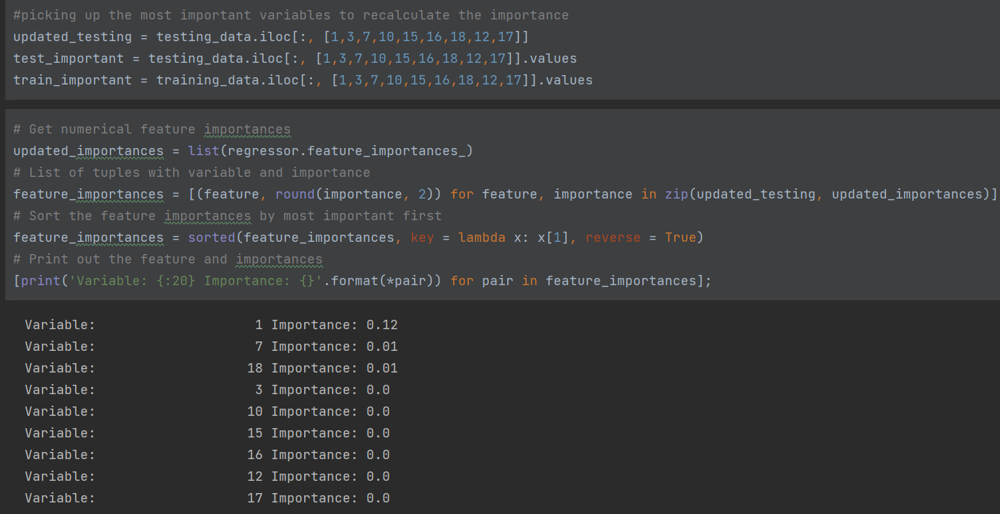 #picking up the most important variables to recalculate the importance
updated_testing = testing_data.iloc[:, [1,3,7,10,15,16,18,12,17]]
test_important = testing_data.iloc[:, [1,3,7,10,15,16,18,12,17]].values
train_important = training_data.iloc[:, [1,3,7,10,15,16,18,12,17]].values
# Get numerical feature importances
updated_importances = list(regressor.feature_importances_)
# List of tuples with variable and importance
feature_importances = [(feature, round(importance, 2)) for feature, importance in zip(updated_testing, updated_importances)]
# Sort the feature importances by most important first
feature_importances = sorted(feature_importances, key = lambda x: x[1], reverse = True)
# Print out the feature and importances
[print('Variable: {:20} Importance: {}'.format(*pair)) for pair in feature_importances];
Variable:                    1 Importance: 0.12
Variable:                    7 Importance: 0.01
Variable:                   18 Importance: 0.01
Variable:                    3 Importance: 0.0
Variable:                   10 Importance: 0.0
Variable:                   15 Importance: 0.0
Variable:                   16 Importance: 0.0
Variable:                   12 Importance: 0.0
Variable:                   17 Importance: 0.0